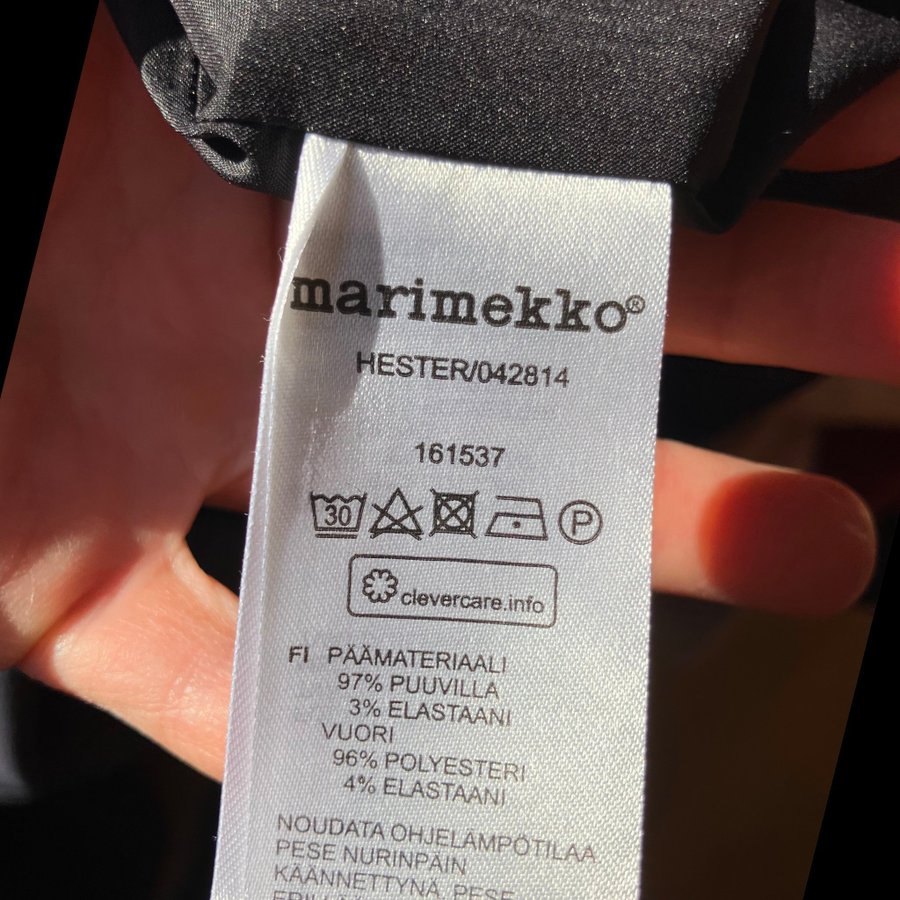 marimekko®
HESTER/042814
161537
30 P
clevercare.info
FI PÄÄMATERIAALI
97% PUUVILLA
3% ELASTAANI
VUORI
96% POLYESTERI
4% ELASTAANI
NOUDATA OHJELAMPÖTILAA
PESE NURINPÄIN
KÄÄNNETTYNÄ. PESE